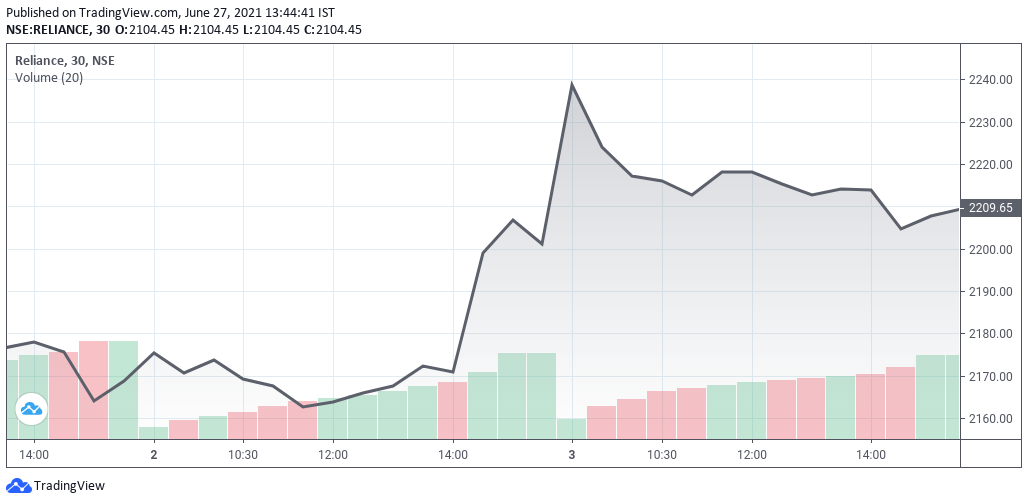 Published on TradingView.com, June 27, 2021 13:44:41 IST
NSE:RELIANCE, 30 O:2104.45 H:2104.45 L:2104.45 C:2104.45
Reliance, 30, NSE
Volume (20)
2240.00
2230.00
2220.00
2209.65
2200.00
2190.00
2180.00
2170.00
2160.00
14:00 2 10:30 12:00 14:00 3 10:30 12:00 14:00
TradingView